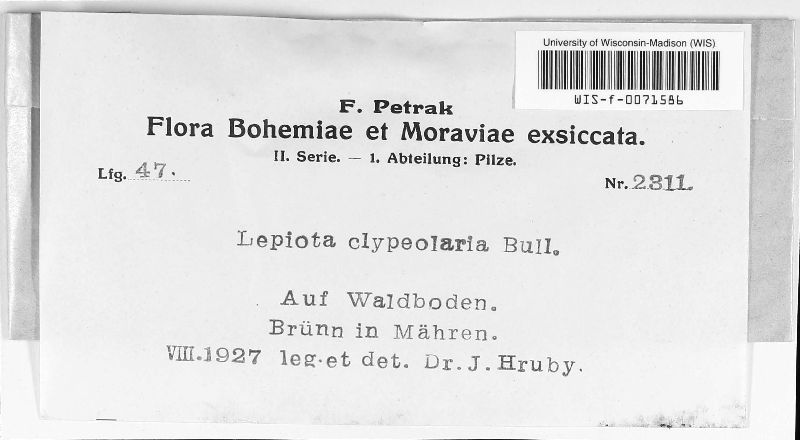 University of Wisconsin-Madison (WIS)
WIS-f-0071586
F. Petrak
Flora Bohemiae et Moraviae exsiccata.
II. Serie. — 1. Abteilung: Pilze.
Lfg. 47.
Nr. 2311.
Lepiota clypeolaria Bull.
Auf Waldboden.
Brünn in Mähren.
VIII.1927 leg.et det. Dr.J.Hruby.